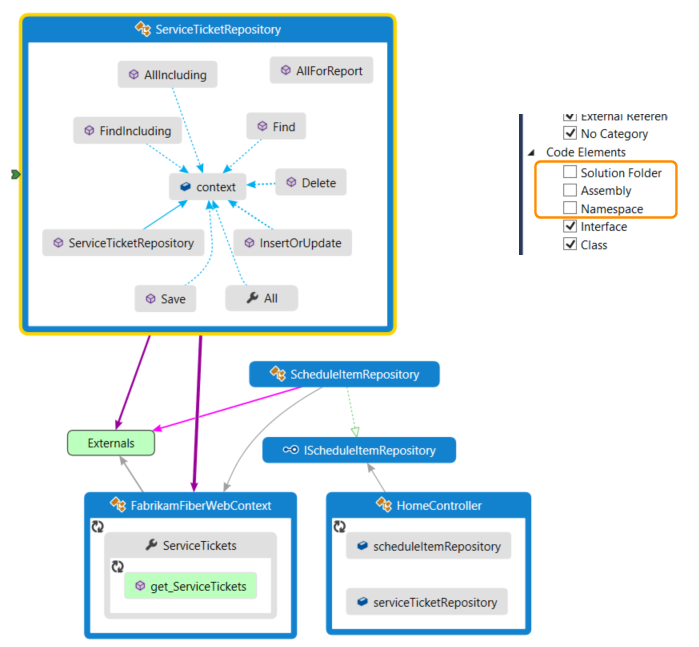 ServiceTicketRepository
AllIncluding
AllForReport
FindIncluding
Find
context
Delete
ServiceTicketRepository
InsertOrUpdate
Save
All
External Referen
No Category
Code Elements
Solution Folder
Assembly
Namespace
Interface
Class
ScheduleItemRepository
Externals
IScheduleItemRepository
FabrikamFiberWebContext
ServiceTickets
get_ServiceTickets
HomeController
scheduleItemRepository
serviceTicketRepository